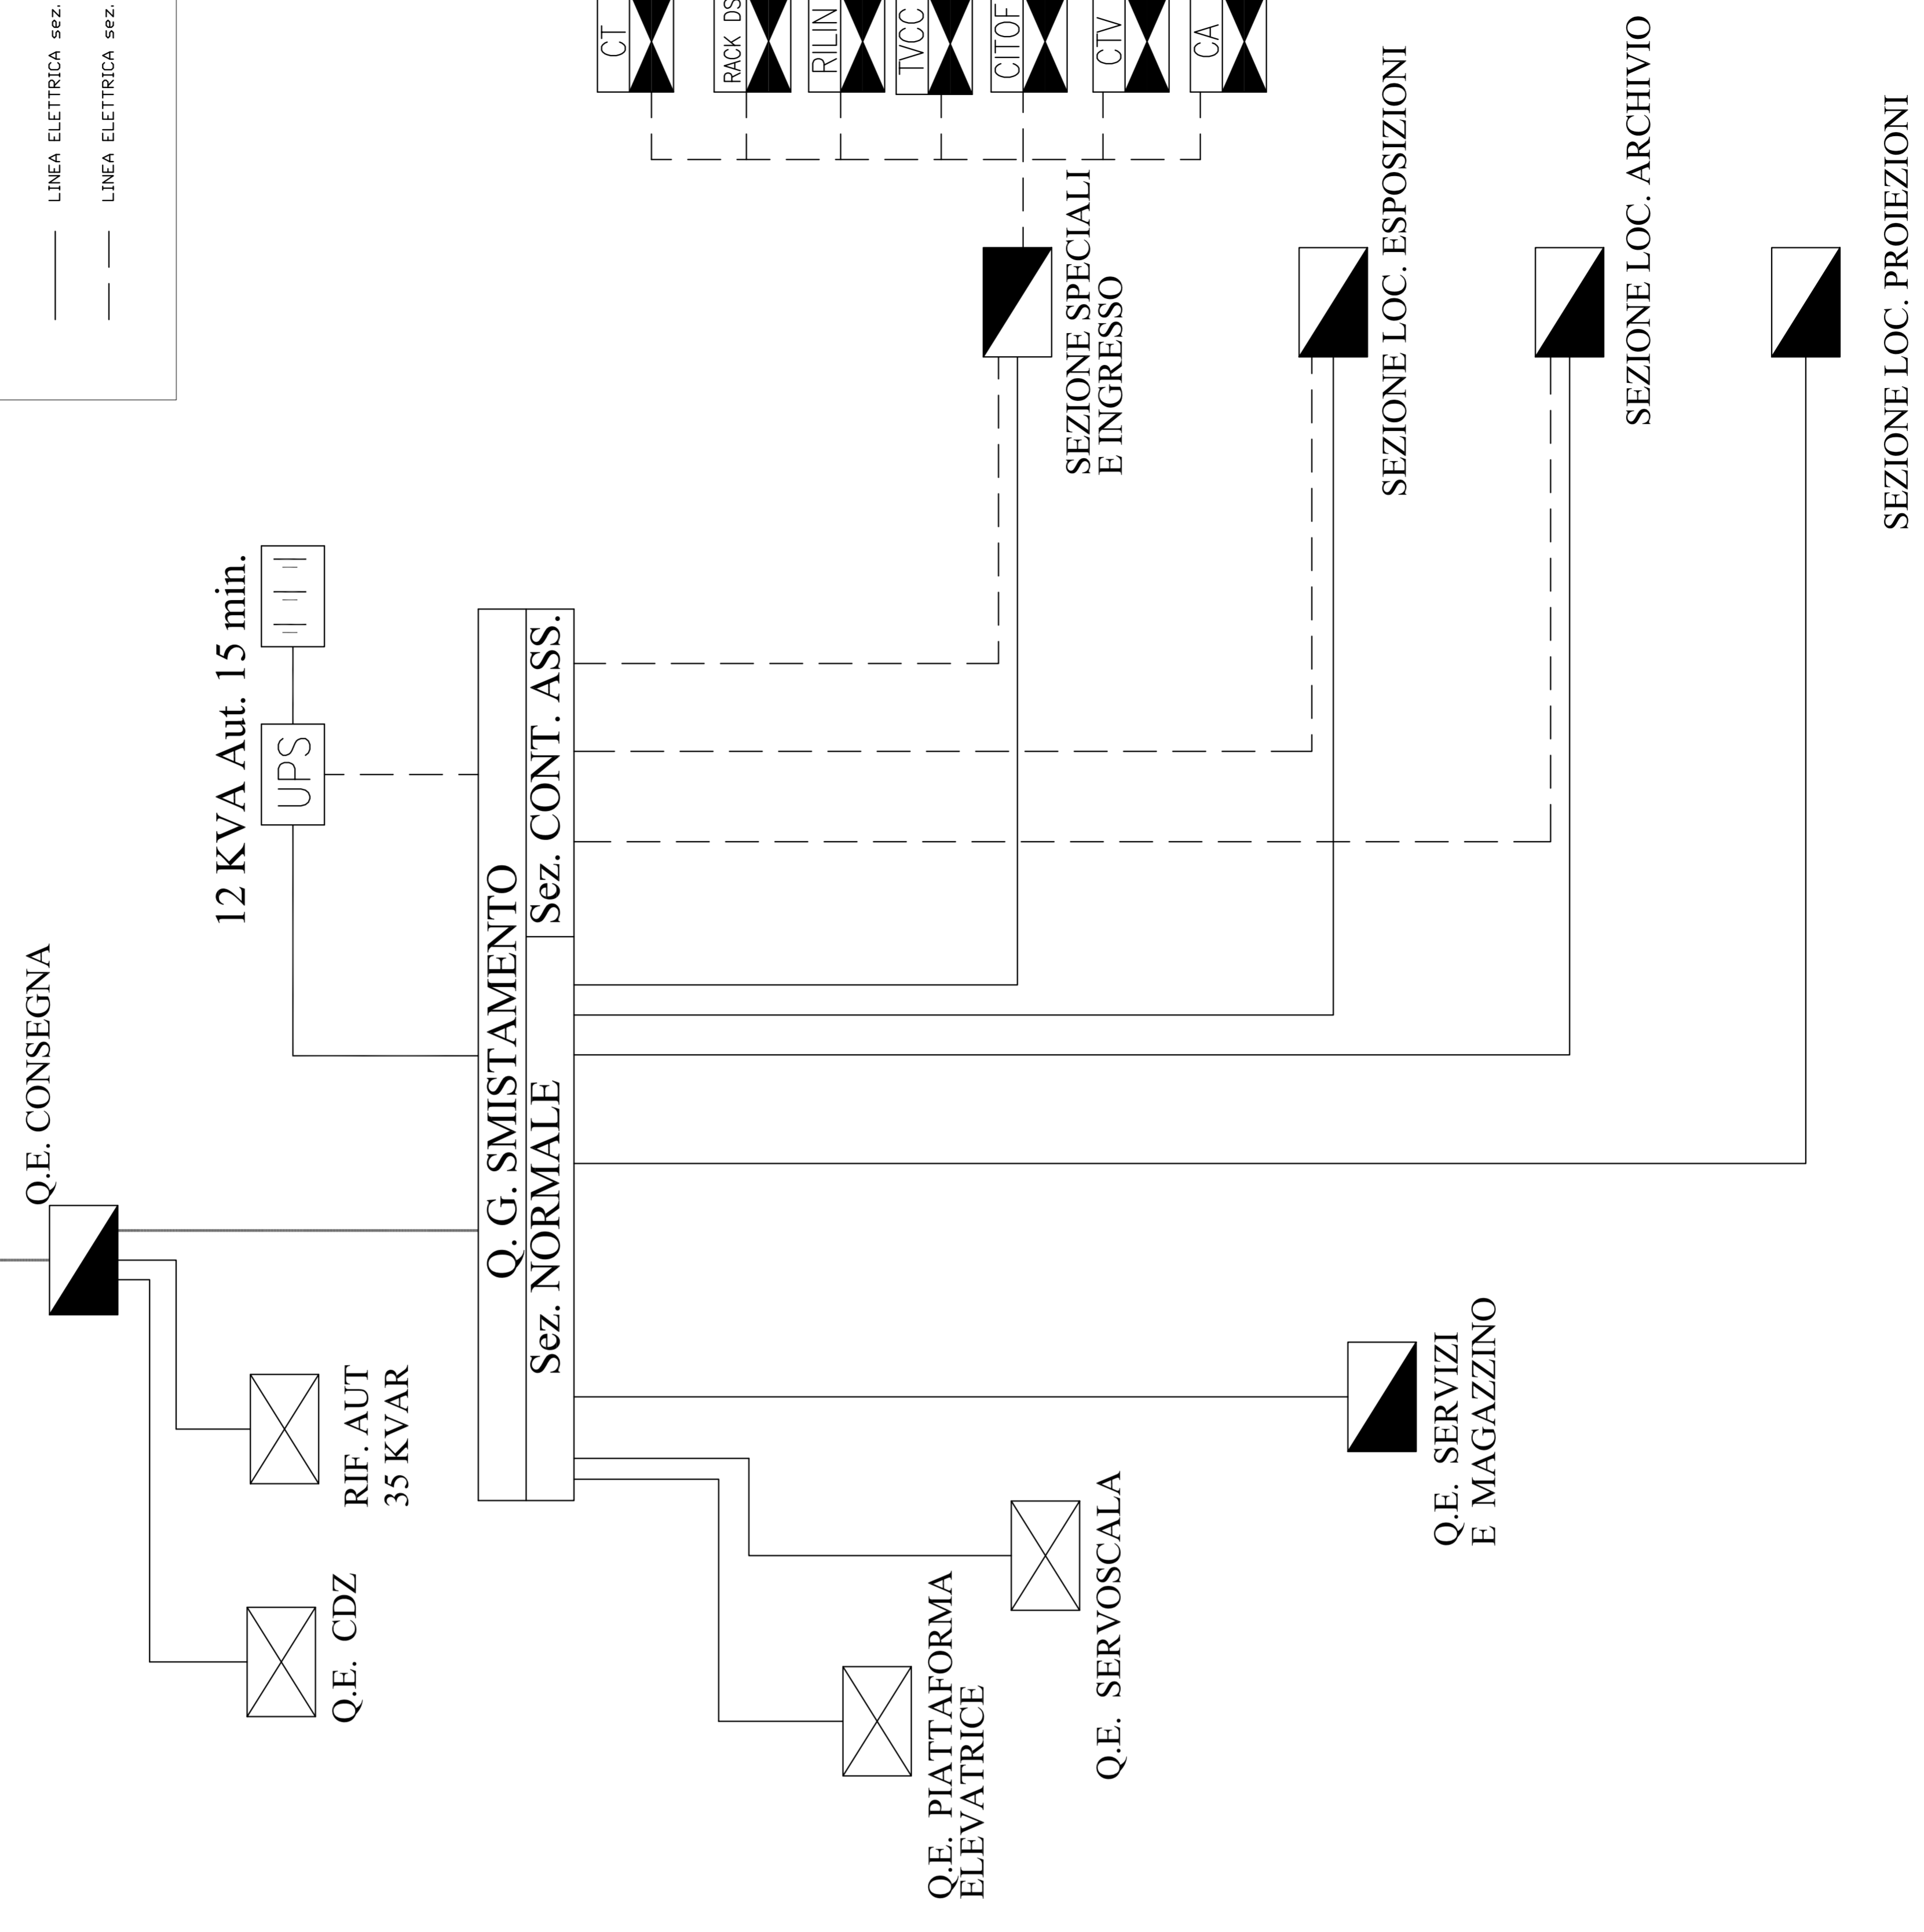 LINEA ELETTRICA sez.
LINEA ELETTRICA sez.
Q.E. CONSEGNA
12 KVA Aut. 15 min.
UPS
RIF. AUT
35 KVAR
Q.E. CDZ
Q. G. SMISTAMENTO
Sez. NORMALE
Sez. CONT. ASS.
CT
RACK DS
RILIN
TVCC
CITOF
CTV
CA
Q.E. PIATTAFORMA
ELEVATRICE
Q.E. SERVOSCALA
Q.E. SERVIZI
E MAGAZZINO
SEZIONE SPECIALI
E INGRESSO
SEZIONE LOC. ESPOSIZIONI
SEZIONE LOC. ARCHIVIO
SEZIONE LOC. PROIEZIONI